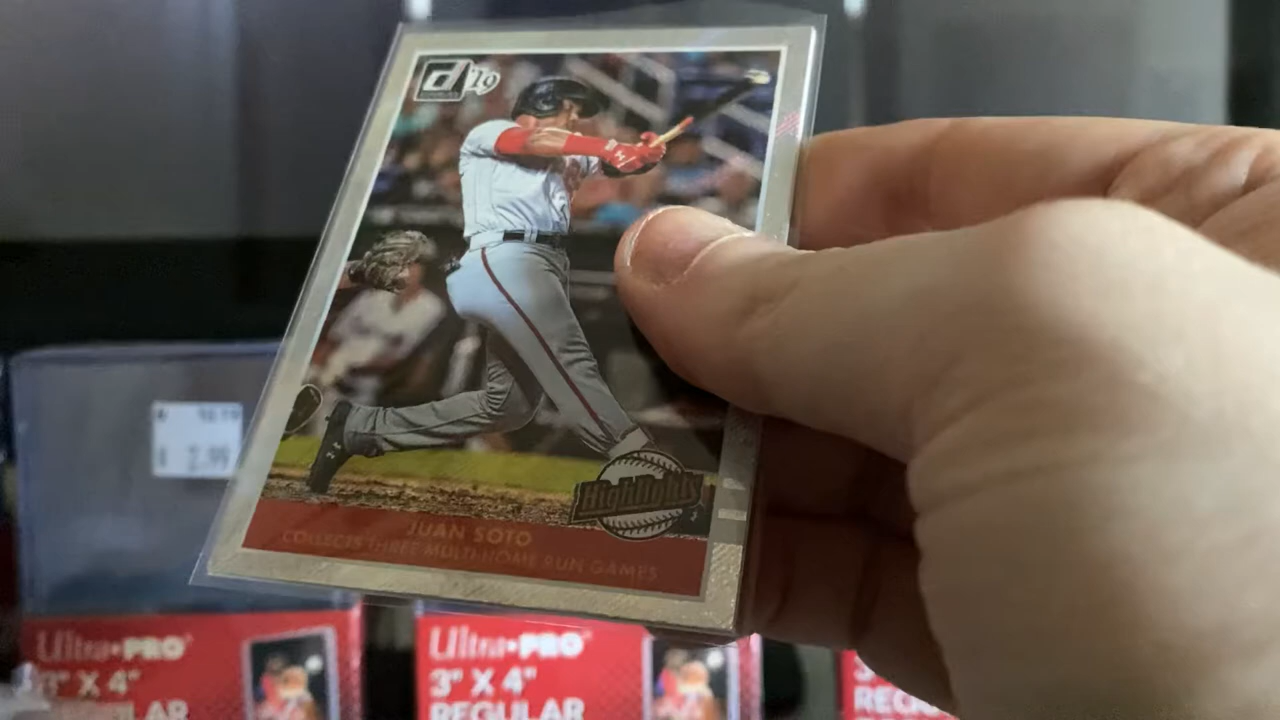 d 19
Highlights
JUAN SOTO
COLLECTS THREE MULTI-HOME RUN GAMES
2.99
Ultra•PRO
3" X 4"
REGULAR
Ultra•PRO
3" X 4"
REGULAR